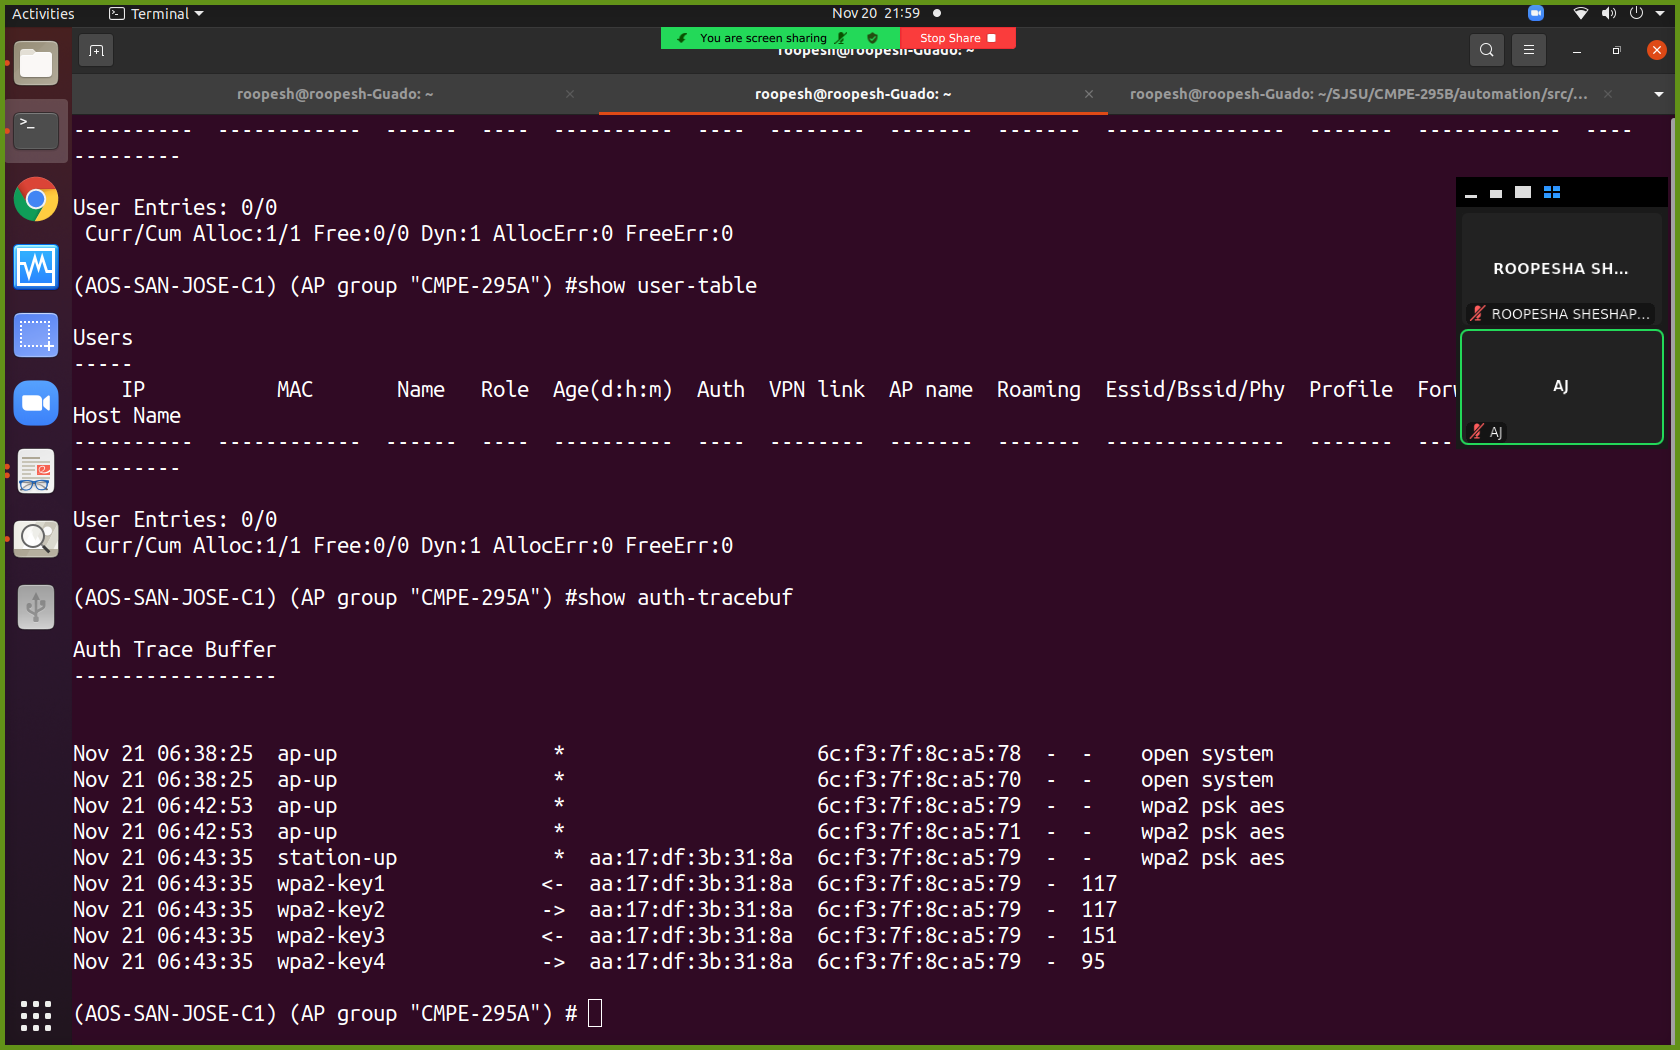 Activities Terminal Nov 20 21:59
You are screen sharing Stop Share
roopesh@roopesh-Guado: ~
roopesh@roopesh-Guado: ~ roopesh@roopesh-Guado: ~ roopesh@roopesh-Guado: ~/SJSU/CMPE-295B/automation/src/...
---------- ------------ ------ ---- ---------- ---- -------- ------- ------- --------------- ------- ------------ ----
---------
User Entries: 0/0
Curr/Cum Alloc:1/1 Free:0/0 Dyn:1 AllocErr:0 FreeErr:0
(AOS-SAN-JOSE-C1) (AP group "CMPE-295A") #show user-table
Users
-----
IP MAC Name Role Age(d:h:m) Auth VPN link AP name Roaming Essid/Bssid/Phy Profile For
Host Name
---------- ------------ ------ ---- ---------- ---- -------- ------- ------- --------------- ------- ---
---------
User Entries: 0/0
Curr/Cum Alloc:1/1 Free:0/0 Dyn:1 AllocErr:0 FreeErr:0
(AOS-SAN-JOSE-C1) (AP group "CMPE-295A") #show auth-tracebuf
Auth Trace Buffer
-----------------
Nov 21 06:38:25 ap-up * 6c:f3:7f:8c:a5:78 - - open system
Nov 21 06:38:25 ap-up * 6c:f3:7f:8c:a5:70 - - open system
Nov 21 06:42:53 ap-up * 6c:f3:7f:8c:a5:79 - - wpa2 psk aes
Nov 21 06:42:53 ap-up * 6c:f3:7f:8c:a5:71 - - wpa2 psk aes
Nov 21 06:43:35 station-up * aa:17:df:3b:31:8a 6c:f3:7f:8c:a5:79 - - wpa2 psk aes
Nov 21 06:43:35 wpa2-key1 <- aa:17:df:3b:31:8a 6c:f3:7f:8c:a5:79 - 117
Nov 21 06:43:35 wpa2-key2 -> aa:17:df:3b:31:8a 6c:f3:7f:8c:a5:79 - 117
Nov 21 06:43:35 wpa2-key3 <- aa:17:df:3b:31:8a 6c:f3:7f:8c:a5:79 - 151
Nov 21 06:43:35 wpa2-key4 -> aa:17:df:3b:31:8a 6c:f3:7f:8c:a5:79 - 95
(AOS-SAN-JOSE-C1) (AP group "CMPE-295A") #
ROOPESHA SH...
ROOPESHA SHESHAP...
AJ
AJ